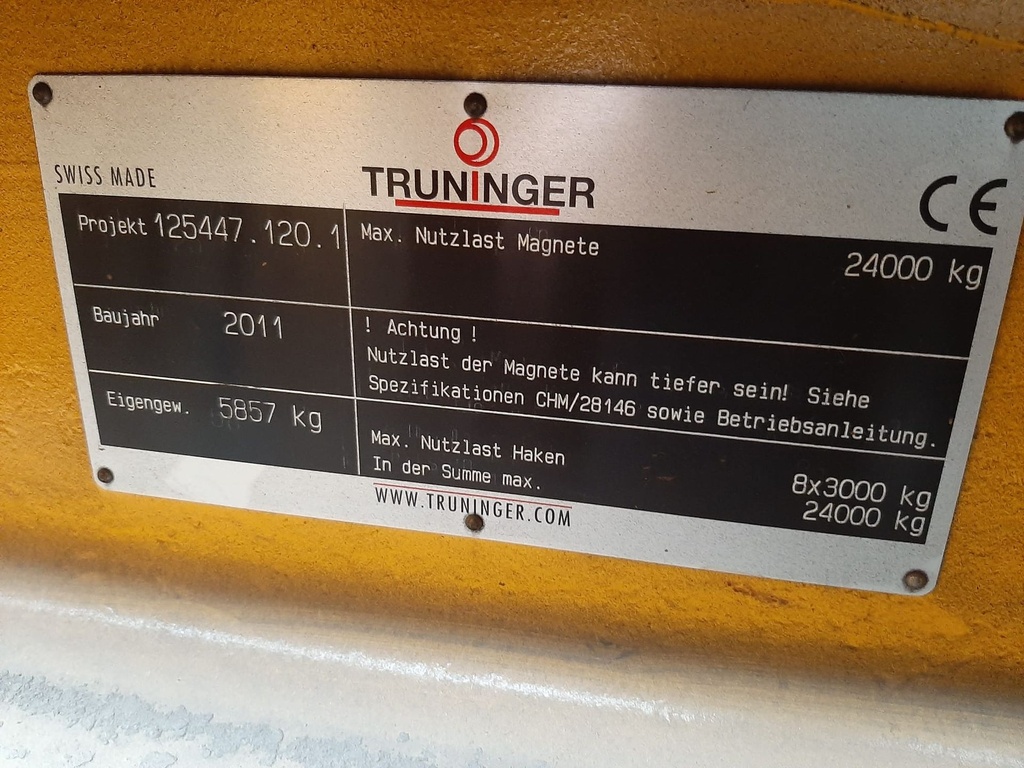 SWISS MADE
TRUNINGER
CE
Projekt 125447.120.1
Max. Nutzlast Magnete 24000 kg
Baujahr 2011
! Achtung !
Nutzlast der Magnete kann tiefer sein! Siehe
Spezifikationen CHM/28146 sowie Betriebsanleitung.
Eigengew. 5857 kg
Max. Nutzlast Haken 8x3000 kg
In der Summe max. 24000 kg
WWW.TRUNINGER.COM